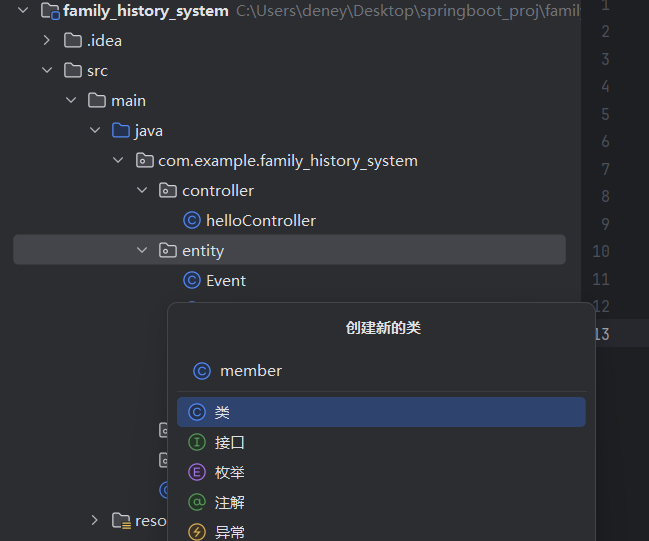 family_history_system C:\Users\deney\Desktop\springboot_proj\famil
.idea
src
main
java
com.example.family_history_system
controller
helloController
entity
Event
创建新的类
member
类
接口
枚举
注解
异常
reso
1
2
3
4
5
6
7
8
9
10
11
12
13